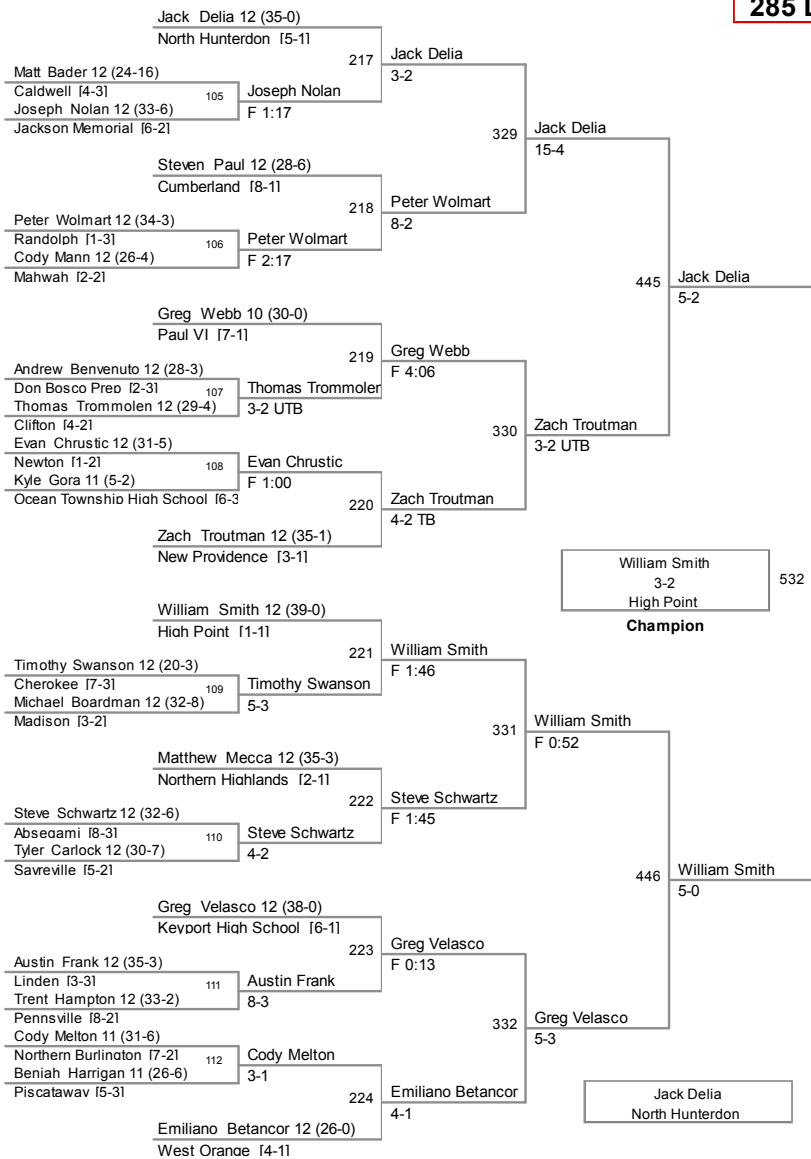 285 L
Jack Delia 12 (35-0)
North Hunterdon [5-1]
217
Jack Delia
3-2
Matt Bader 12 (24-16)
Caldwell [4-3]
105
Joseph Nolan
Joseph Nolan 12 (33-6)
F 1:17
Jackson Memorial [6-2]
329
Jack Delia
15-4
Steven Paul 12 (28-6)
Cumberland [8-1]
218
Peter Wolmart
8-2
Peter Wolmart 12 (34-3)
Randolph [1-3]
106
Peter Wolmart
Cody Mann 12 (26-4)
F 2:17
Mahwah [2-2]
445
Jack Delia
5-2
Greg Webb 10 (30-0)
Paul VI [7-1]
219
Greg Webb
F 4:06
Andrew Benvenuto 12 (28-3)
Don Bosco Prep [2-3]
107
Thomas Trommolen
Thomas Trommolen 12 (29-4)
3-2 UTB
Clifton [4-2]
330
Zach Troutman
3-2 UTB
Evan Chrustic 12 (31-5)
Newton [1-2]
108
Evan Chrustic
Kyle Gora 11 (5-2)
F 1:00
Ocean Township High School [6-3
220
Zach Troutman
4-2 TB
Zach Troutman 12 (35-1)
New Providence [3-1]
William Smith
3-2
High Point
532
Champion
William Smith 12 (39-0)
High Point [1-1]
221
William Smith
F 1:46
Timothy Swanson 12 (20-3)
Cherokee [7-3]
109
Timothy Swanson
Michael Boardman 12 (32-8)
5-3
Madison [3-2]
331
William Smith
F 0:52
Matthew Mecca 12 (35-3)
Northern Highlands [2-1]
222
Steve Schwartz
F 1:45
Steve Schwartz 12 (32-6)
Absegami [8-3]
110
Steve Schwartz
Tyler Carlock 12 (30-7)
4-2
Sayreville [5-2]
446
William Smith
5-0
Greg Velasco 12 (38-0)
Keyport High School [6-1]
223
Greg Velasco
F 0:13
Austin Frank 12 (35-3)
Linden [3-3]
111
Austin Frank
Trent Hampton 12 (33-2)
8-3
Pennsville [8-2]
332
Greg Velasco
5-3
Cody Melton 11 (31-6)
Northern Burlington [7-2]
112
Cody Melton
Beniah Harrigan 11 (26-6)
3-1
Piscataway [5-3]
224
Emiliano Betancor
4-1
Emiliano Betancor 12 (26-0)
West Orange [4-1]
Jack Delia
North Hunterdon